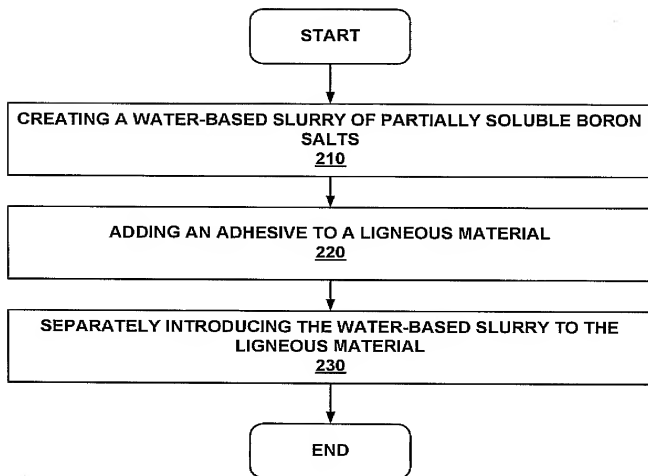 START
CREATING A WATER-BASED SLURRY OF PARTIALLY SOLUBLE BORON
SALTS
210
ADDING AN ADHESIVE TO A LIGNEOUS MATERIAL
220
SEPARATELY INTRODUCING THE WATER-BASED SLURRY TO THE
LIGNEOUS MATERIAL
230
END